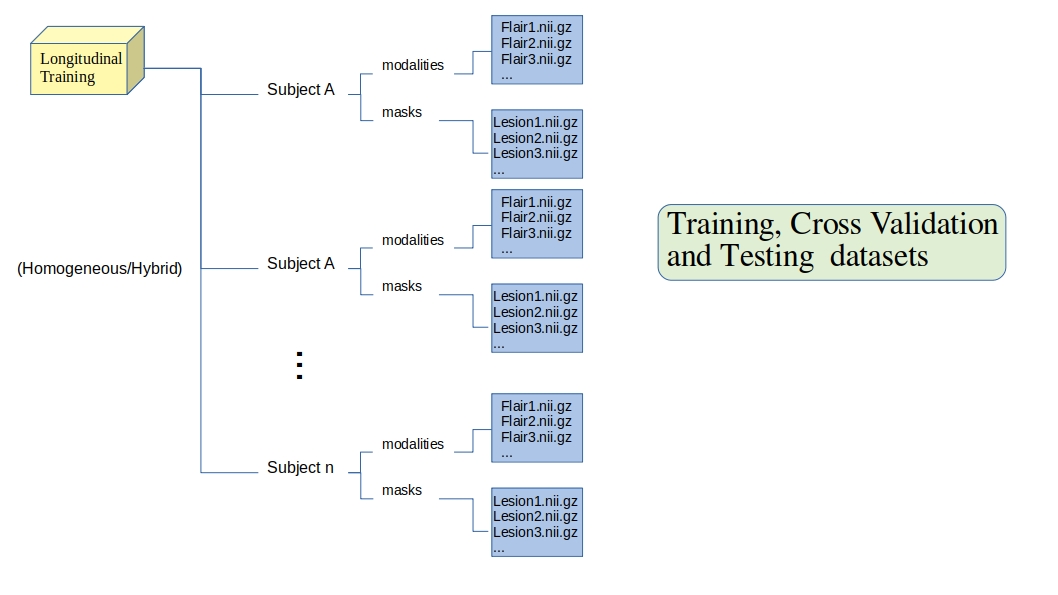 Longitudinal
Training
(Homogeneous/Hybrid)
Subject A
modalities
Flair1.nii.gz
Flair2.nii.gz
Flair3.nii.gz
...
masks
Lesion1.nii.gz
Lesion2.nii.gz
Lesion3.nii.gz
...
Subject A
modalities
Flair1.nii.gz
Flair2.nii.gz
Flair3.nii.gz
...
masks
Lesion1.nii.gz
Lesion2.nii.gz
Lesion3.nii.gz
...
⋮
Subject n
modalities
Flair1.nii.gz
Flair2.nii.gz
Flair3.nii.gz
...
masks
Lesion1.nii.gz
Lesion2.nii.gz
Lesion3.nii.gz
...
Training, Cross Validation
and Testing  datasets